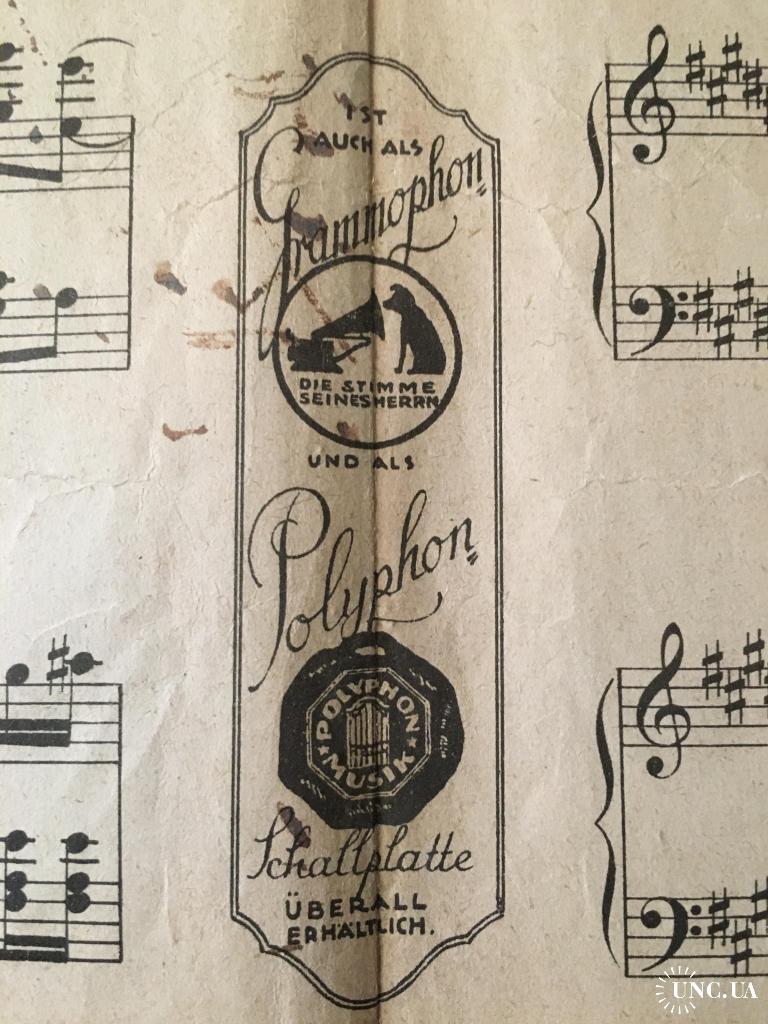 IST
AUCH ALS
Grammophon=
DIE STIMME
SEINES HERRN
UND ALS
Polyphon=
POLYPHON
MUSIK
Schallplatte
ÜBERALL
ERHÄLTLICH.
UNC.UA